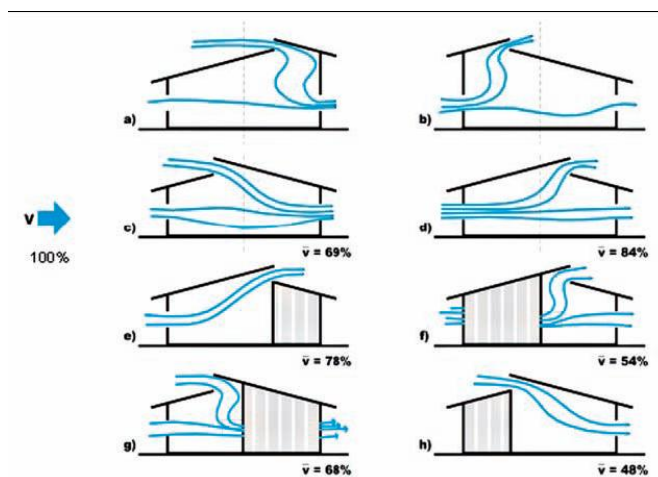 a)
b)
v
100%
c)
v̄ = 69%
d)
v̄ = 84%
e)
v̄ = 78%
f)
v̄ = 54%
g)
v̄ = 68%
h)
v̄ = 48%